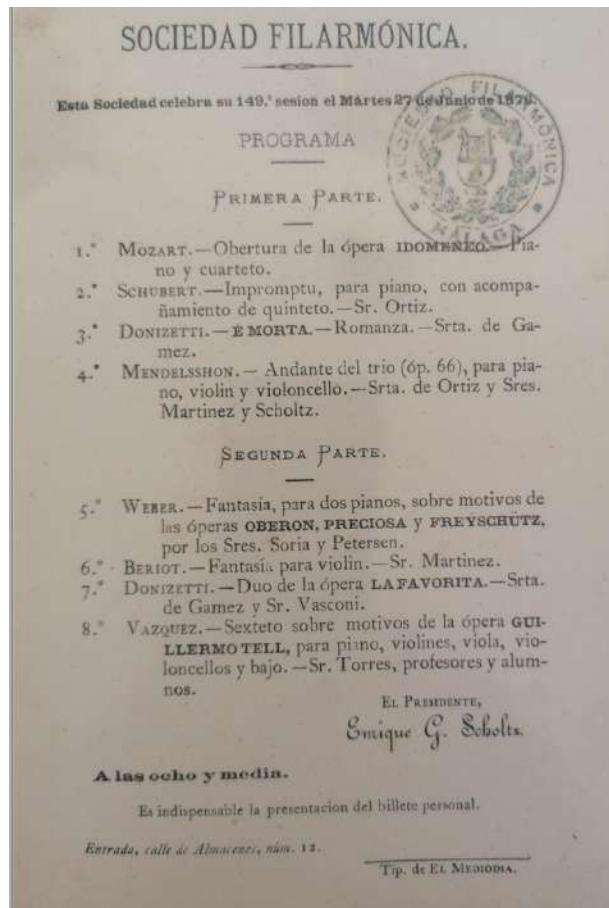 SOCIEDAD FILARMÓNICA.
Esta Sociedad celebra su 149.ª sesion el Mártes 27 de Junio de 1876.
SOCIEDAD FILARMÓNICA
MÁLAGA
PROGRAMA
PRIMERA PARTE.
1.º MOZART.—Obertura de la ópera IDOMENEO.—Pia-
no y cuarteto.
2.º SCHUBERT.—Impromptu, para piano, con acompa-
ñamiento de quinteto.—Sr. Ortiz.
3.º DONIZETTI.—É MORTA.—Romanza.—Srta. de Ga-
mez.
4.º MENDELSSHON.—Andante del trio (óp. 66), para pia-
no, violin y violoncello.—Srta. de Ortiz y Sres.
Martinez y Scholtz.
SEGUNDA PARTE.
5.º WEBER.—Fantasía, para dos pianos, sobre motivos de
las óperas OBERON, PRECIOSA y FREYSCHÜTZ,
por los Sres. Soria y Petersen.
6.º BERIOT.—Fantasía para violin.—Sr. Martinez.
7.º DONIZETTI.—Duo de la ópera LA FAVORITA.—Srta.
de Gamez y Sr. Vasconi.
8.º VAZQUEZ.—Sexteto sobre motivos de la ópera GUI-
LLERMO TELL, para piano, violines, viola, vio-
loncellos y bajo.—Sr. Torres, profesores y alum-
nos.
EL PRESIDENTE,
Enrique G. Scholtz.
A las ocho y media.
Es indispensable la presentacion del billete personal.
Entrada, calle de Almacenes, núm. 12.
Tip. de EL MEDIODIA.